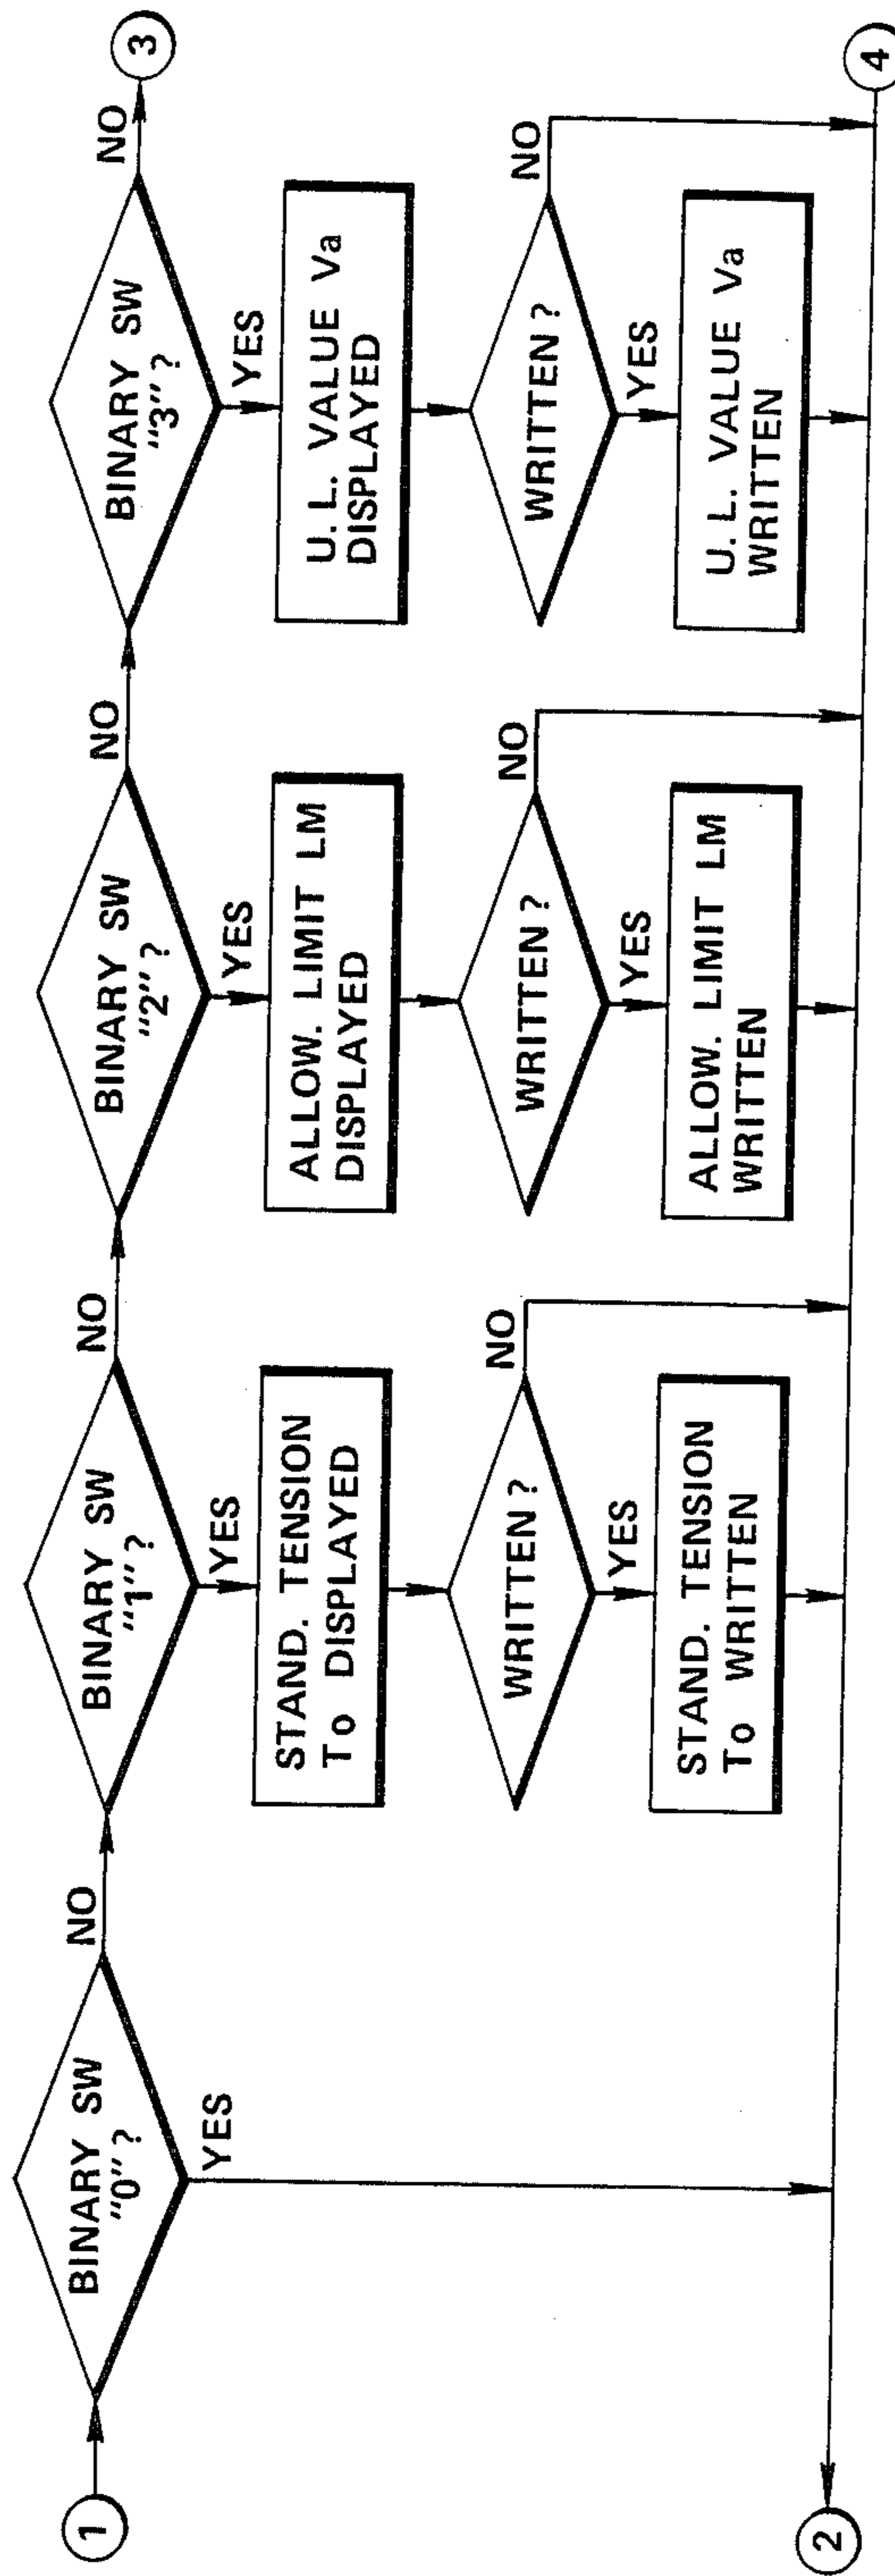 1
BINARY SW
"0"?
YES
NO
BINARY SW
"1"?
YES
STAND. TENSION
To DISPLAYED
WRITTEN?
NO
YES
STAND. TENSION
To WRITTEN
NO
BINARY SW
"2"?
YES
ALLOW. LIMIT LM
DISPLAYED
WRITTEN?
NO
YES
ALLOW. LIMIT LM
WRITTEN
NO
BINARY SW
"3"?
YES
U.L. VALUE Va
DISPLAYED
WRITTEN?
NO
YES
U.L. VALUE Va
WRITTEN
NO
3
2
4